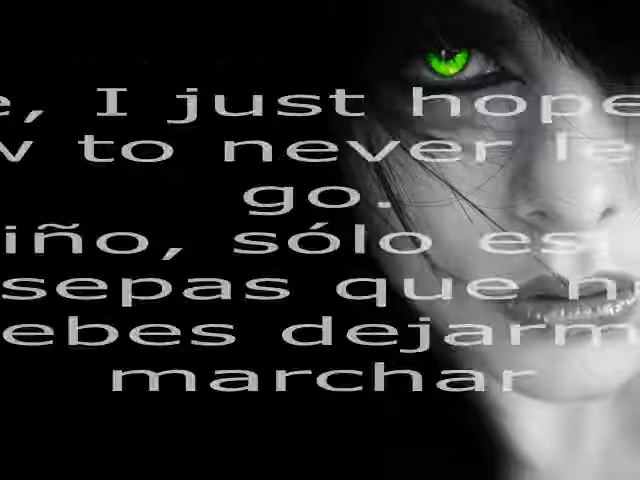 e, I just hope
v to never le
go.
iño, sólo es
sepas que n
ebes dejarm
marchar